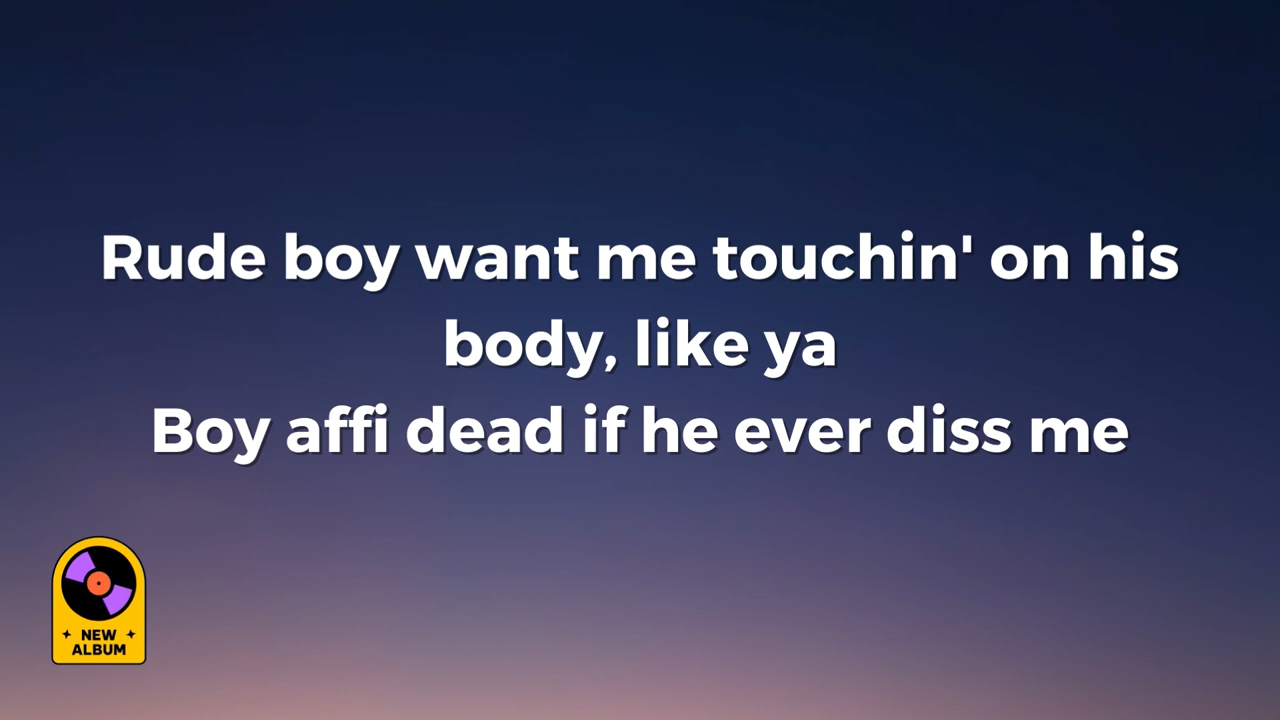 Rude boy want me touchin' on his
body, like ya
Boy affi dead if he ever diss me
NEW
ALBUM